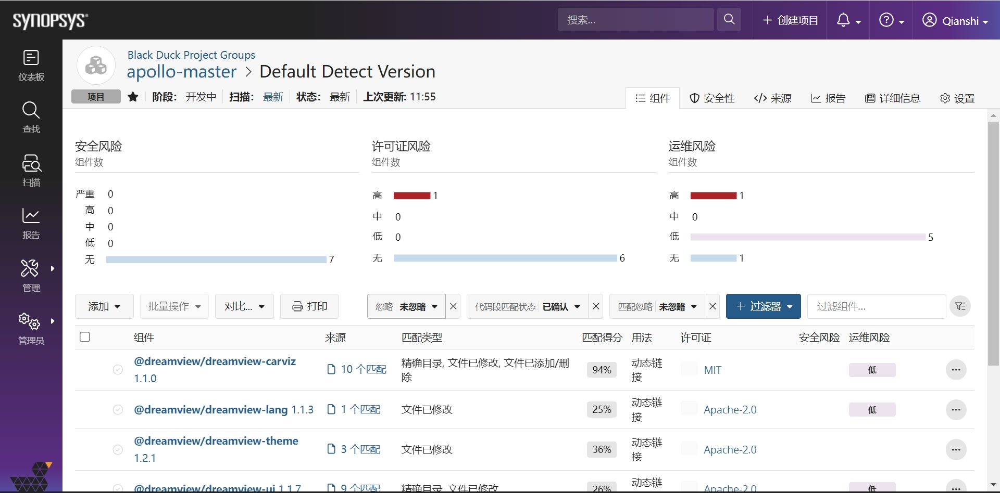 SYNOPSYS
搜索...
创建项目
Qianshi
仪表板
查找
扫描
报告
管理
管理员
Black Duck Project Groups
apollo-master > Default Detect Version
项目
阶段: 开发中
扫描: 最新
状态: 最新
上次更新: 11:55
组件
安全性
</> 来源
报告
详细信息
设置
安全风险
组件数
严重 0
高 0
中 0
低 0
无 7
许可证风险
组件数
高 1
中 0
低 0
无 6
运维风险
组件数
高 1
中 0
低 5
无 1
添加
批量操作
对比...
打印
忽略 未忽略
代码段匹配状态 已确认
匹配忽略 未忽略
+ 过滤器
过滤组件...
组件 来源 匹配类型 匹配得分 用法 许可证 安全风险 运维风险
@dreamview/dreamview-carviz
1.1.0
10 个匹配
精确目录, 文件已修改, 文件已添加/删
除
94%
动态链
接
MIT
低
@dreamview/dreamview-lang 1.1.3
1 个匹配
文件已修改
25%
动态链
接
Apache-2.0
低
@dreamview/dreamview-theme
1.2.1
3 个匹配
文件已修改
36%
动态链
接
Apache-2.0
@dreamview/dreamview-ui 1.1.7
9 个匹配
精确目录, 文件已修改
26%
动态链
Apache-2.0
低